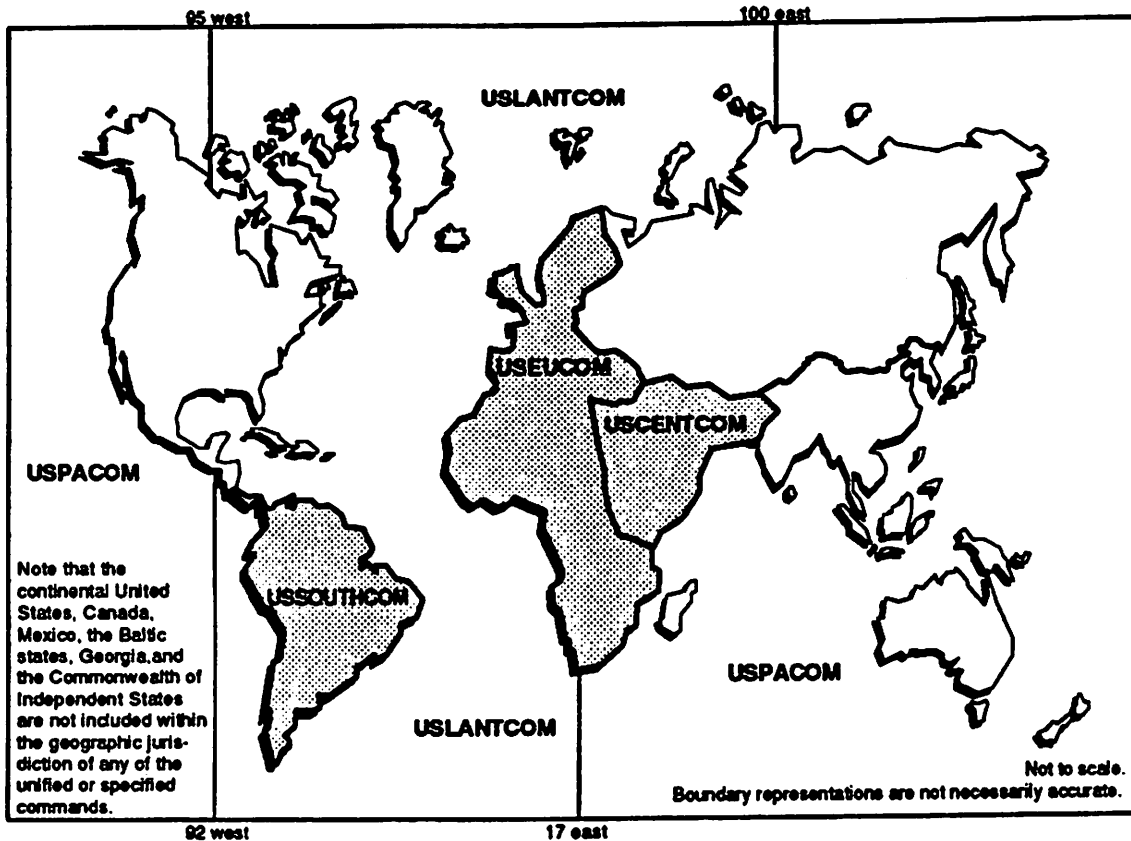 95 west
100 east
USLANTCOM
USEUCOM
USCENTCOM
USPACOM
Note that the
continental United
States, Canada,
Mexico, the Baltic
states, Georgia,and
the Commonwealth of
Independent States
are not included within
the geographic juris-
diction of any of the
unified or specified
commands.
USSOUTHCOM
USPACOM
USLANTCOM
Not to scale.
Boundary representations are not necessarily accurate.
92 west
17 east